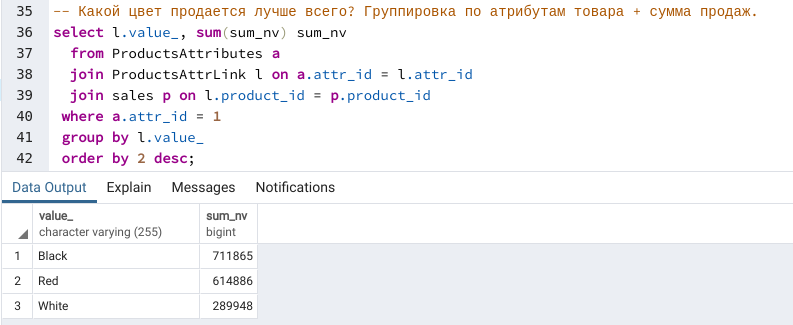 35 -- Какой цвет продается лучше всего? Группировка по атрибутам товара + сумма продаж.
36 select l.value_, sum(sum_nv) sum_nv
37 from ProductsAttributes a
38 join ProductsAttrLink l on a.attr_id = l.attr_id
39 join sales p on l.product_id = p.product_id
40 where a.attr_id = 1
41 group by l.value_
42 order by 2 desc;
Data Output Explain Messages Notifications
value_ sum_nv
character varying (255) bigint
1 Black 711865
2 Red 614886
3 White 289948